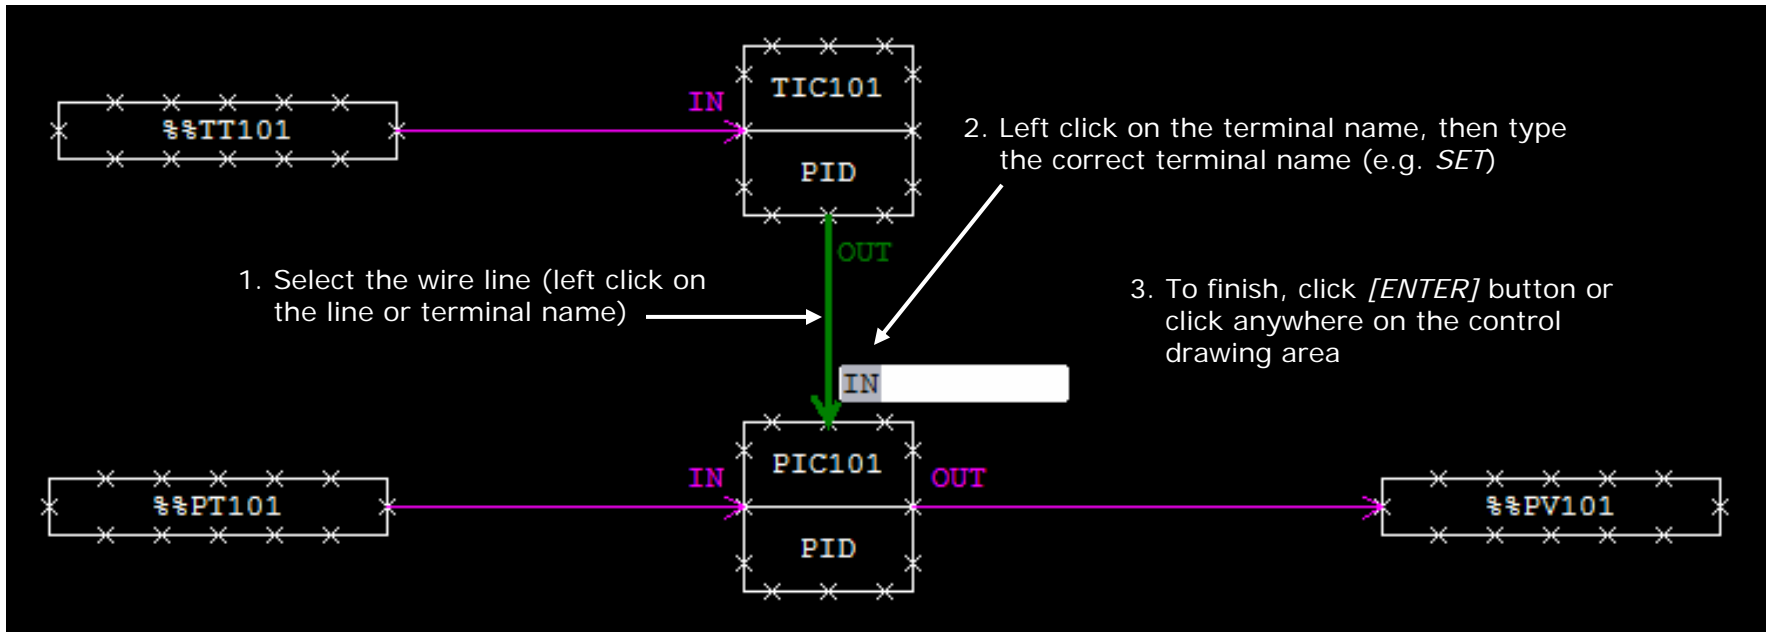 TIC101
IN
%%TT101
2. Left click on the terminal name, then type
the correct terminal name (e.g. SET)
PID
OUT
1. Select the wire line (left click on
the line or terminal name)
3. To finish, click [ENTER] button or
click anywhere on the control
drawing area
IN
PIC101
IN
OUT
%%PT101
%%PV101
PID